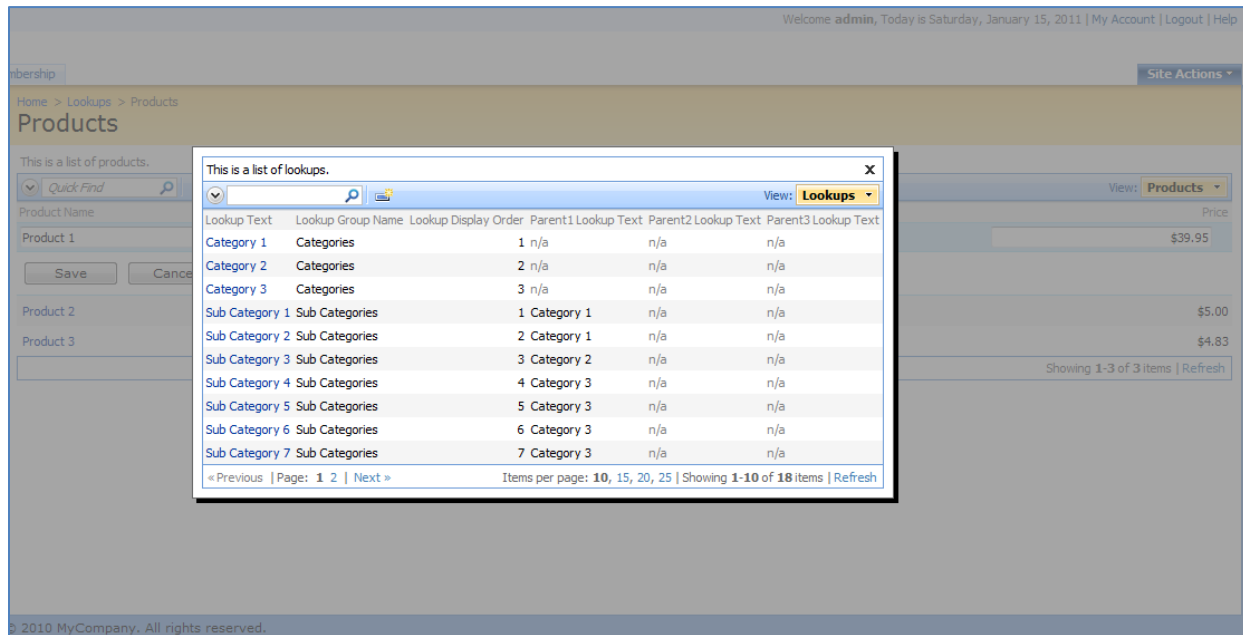 Welcome admin, Today is Saturday, January 15, 2011 | My Account | Logout | Help
mbership
Site Actions
Home > Lookups > Products
Products
This is a list of products.
Quick Find
View: Products
Product Name
Price
Product 1
$39.95
Save
Cance
Product 2
$5.00
Product 3
$4.83
Showing 1-3 of 3 items | Refresh
This is a list of lookups.
X
View: Lookups
Lookup Text Lookup Group Name Lookup Display Order Parent1 Lookup Text Parent2 Lookup Text Parent3 Lookup Text
Category 1 Categories 1 n/a n/a n/a
Category 2 Categories 2 n/a n/a n/a
Category 3 Categories 3 n/a n/a n/a
Sub Category 1 Sub Categories 1 Category 1 n/a n/a
Sub Category 2 Sub Categories 2 Category 1 n/a n/a
Sub Category 3 Sub Categories 3 Category 2 n/a n/a
Sub Category 4 Sub Categories 4 Category 3 n/a n/a
Sub Category 5 Sub Categories 5 Category 3 n/a n/a
Sub Category 6 Sub Categories 6 Category 3 n/a n/a
Sub Category 7 Sub Categories 7 Category 3 n/a n/a
« Previous | Page: 1 2 | Next » Items per page: 10, 15, 20, 25 | Showing 1-10 of 18 items | Refresh
© 2010 MyCompany. All rights reserved.